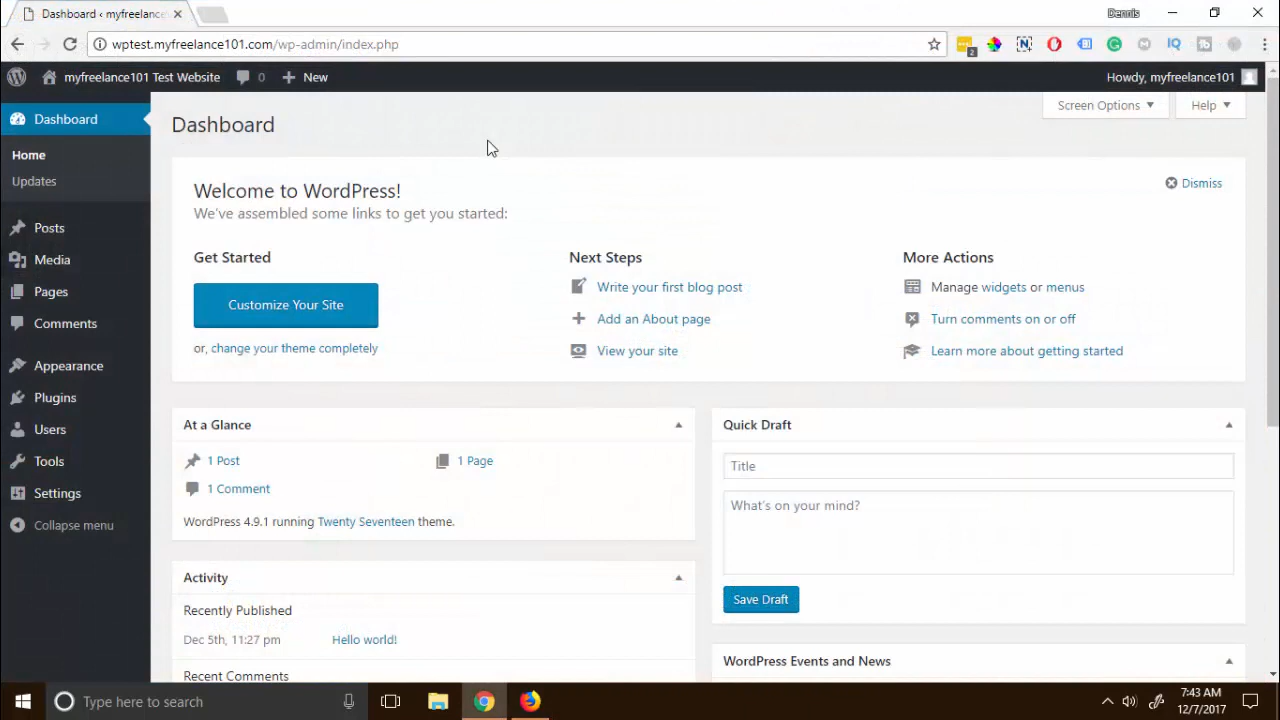 Dashboard ‹ myfreelance
Dennis
wptest.myfreelance101.com/wp-admin/index.php
2
myfreelance101 Test Website
0
New
Howdy, myfreelance101
Dashboard
Home
Updates
Posts
Media
Pages
Comments
Appearance
Plugins
Users
Tools
Settings
Collapse menu
Screen Options
Help
Dashboard
Welcome to WordPress!
Dismiss
We've assembled some links to get you started:
Get Started
Customize Your Site
or, change your theme completely
Next Steps
Write your first blog post
Add an About page
View your site
More Actions
Manage widgets or menus
Turn comments on or off
Learn more about getting started
At a Glance
1 Post
1 Page
1 Comment
WordPress 4.9.1 running Twenty Seventeen theme.
Activity
Recently Published
Dec 5th, 11:27 pm
Hello world!
Recent Comments
Quick Draft
Title
What's on your mind?
Save Draft
WordPress Events and News
Type here to search
7:43 AM
12/7/2017